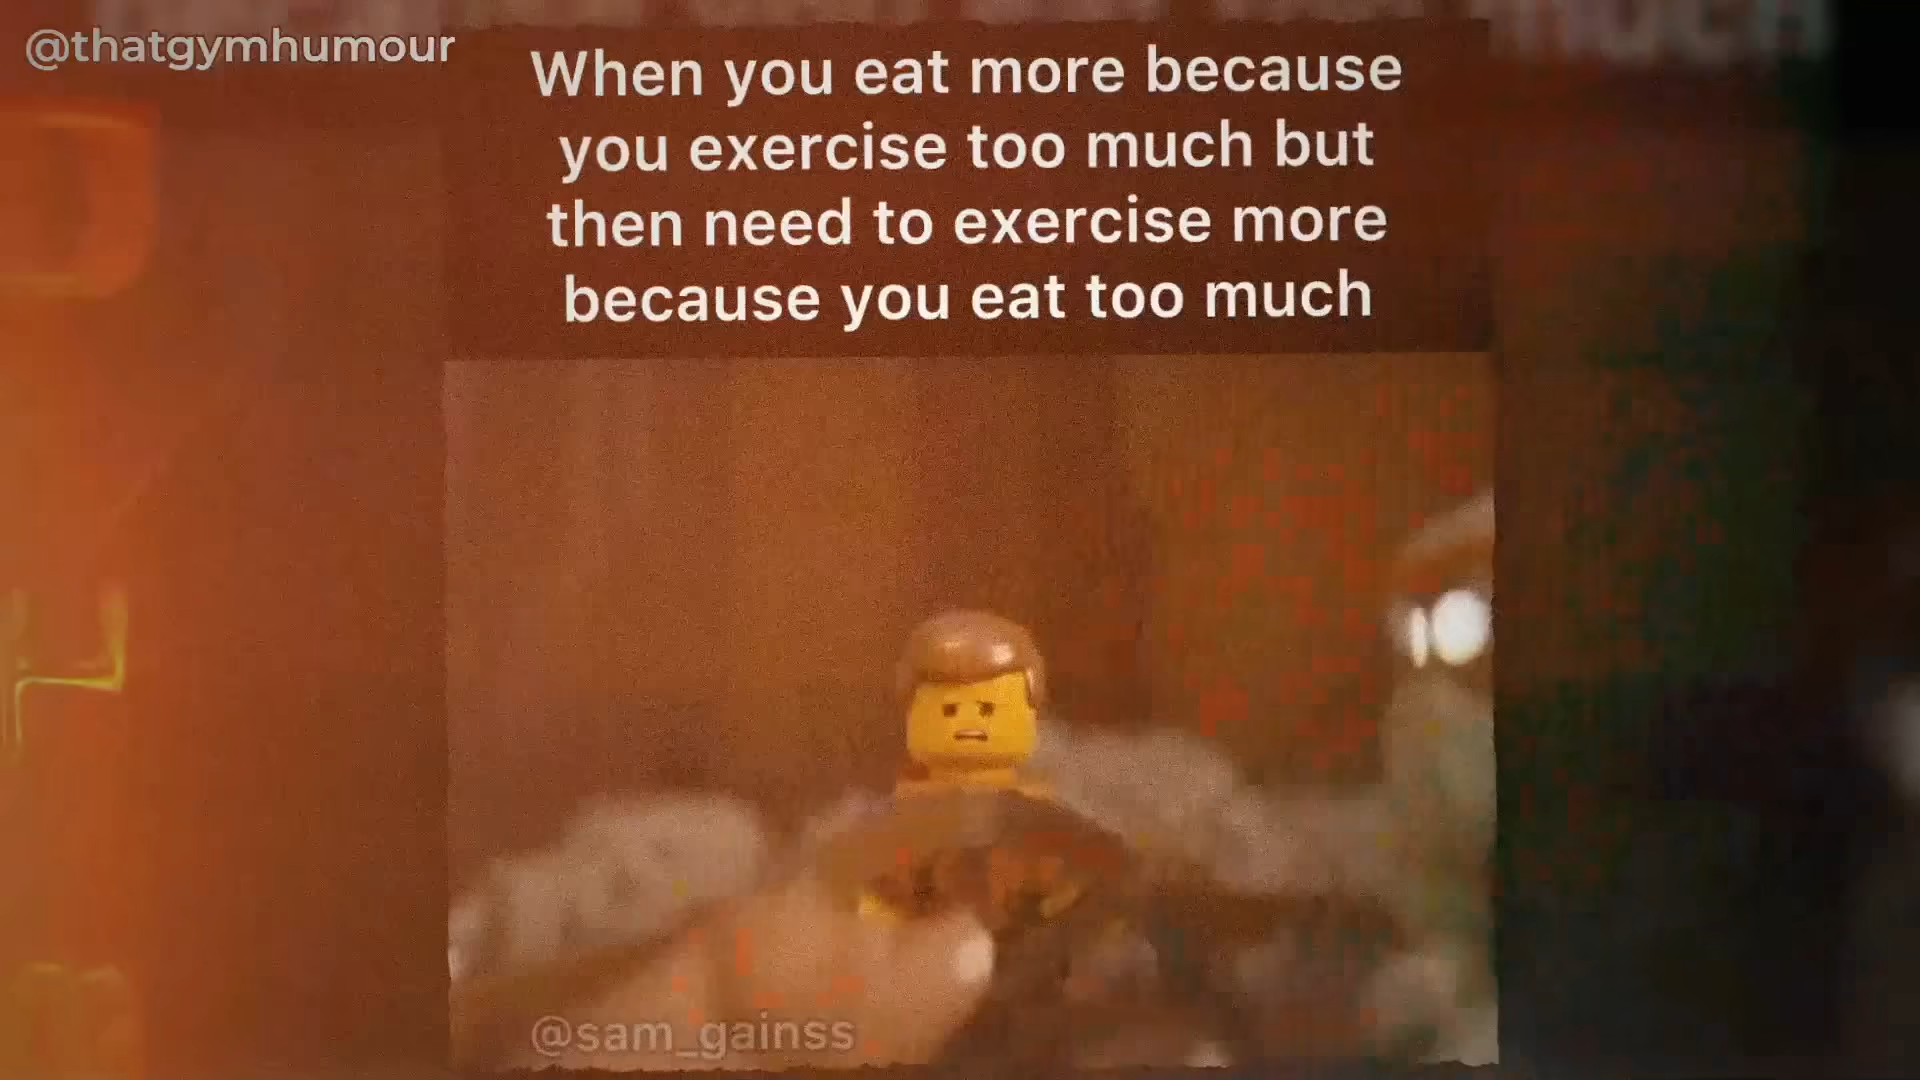 @thatgymhumour
When you eat more because
you exercise too much but
then need to exercise more
because you eat too much
@sam_gainss